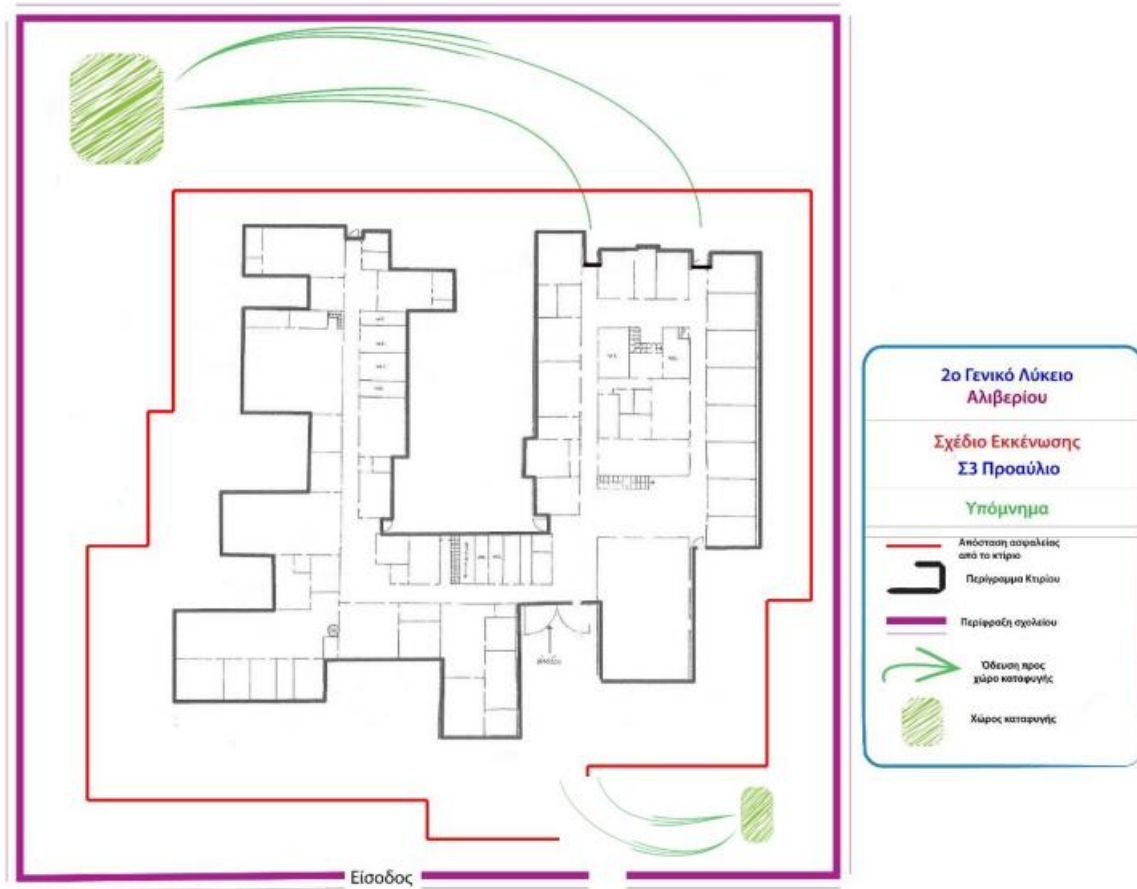 2ο Γενικό Λύκειο
Αλιβερίου
Σχέδιο Εκκένωσης
Σ3 Προαύλιο
Υπόμνημα
Απόσταση ασφαλείας
από το κτίριο
Περίγραμμα Κτιρίου
Περίφραξη σχολείου
Όδευση προς
χώρο καταφυγής
Χώρος καταφυγής
Είσοδος